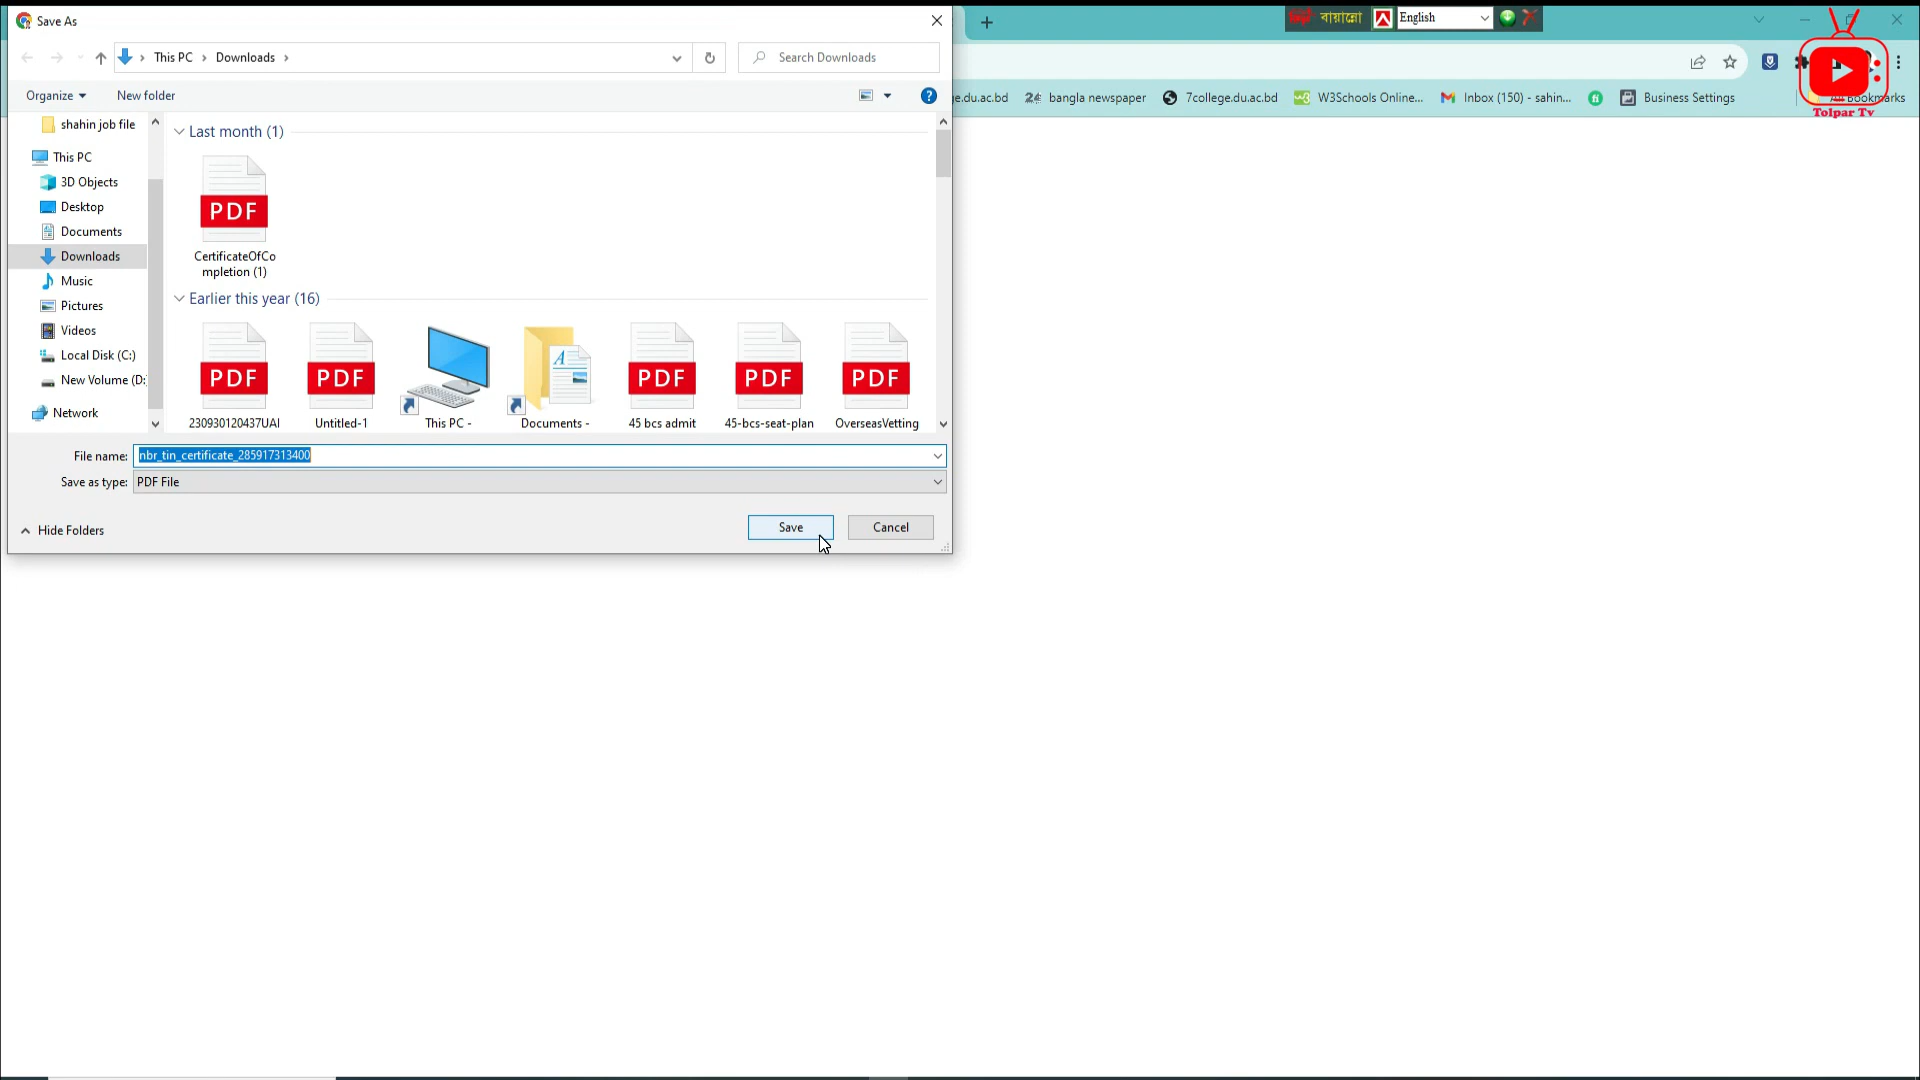 Save As
This PC
Downloads
Search Downloads
Organize
New folder
shahin job file
This PC
3D Objects
Desktop
Documents
Downloads
Music
Pictures
Videos
Local Disk (C:)
New Volume (D:
Network
Last month (1)
PDF
CertificateOfCo
mpletion (1)
Earlier this year (16)
PDF
PDF
A
PDF
PDF
PDF
230930120437UAI
Untitled-1
This PC -
Documents -
45 bcs admit
45-bcs-seat-plan
OverseasVetting
File name: nbr_tin_certificate_285917313400
Save as type: PDF File
Hide Folders
Save
Cancel
বায়ান্নো
English
ge.du.ac.bd
bangla newspaper
7college.du.ac.bd
W3Schools Online...
Inbox (150) - sahin...
Business Settings
All Bookmarks
Tolpar Tv